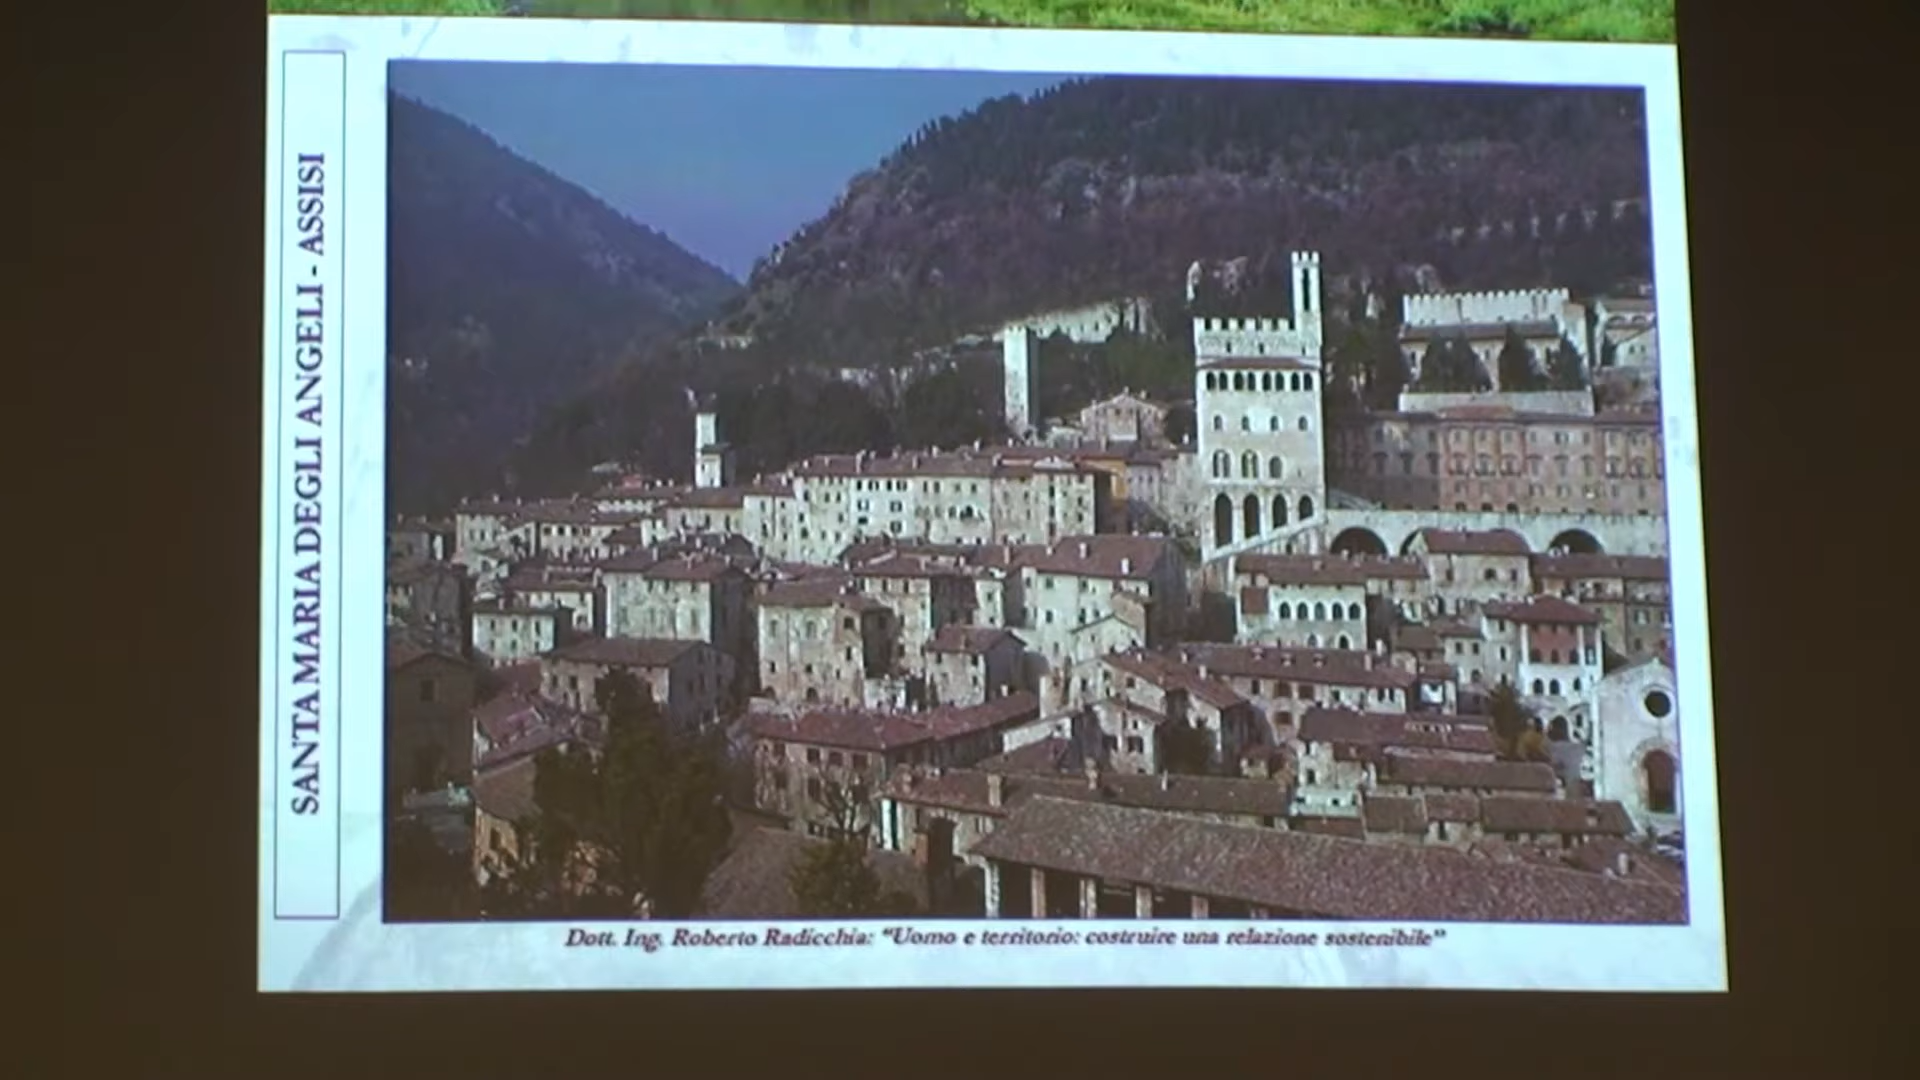 SANTA MARIA DEGLI ANGELI - ASSISI
Dott. Ing. Roberto Radicchia: “Uomo e territorio: costruire una relazione sostenibile”